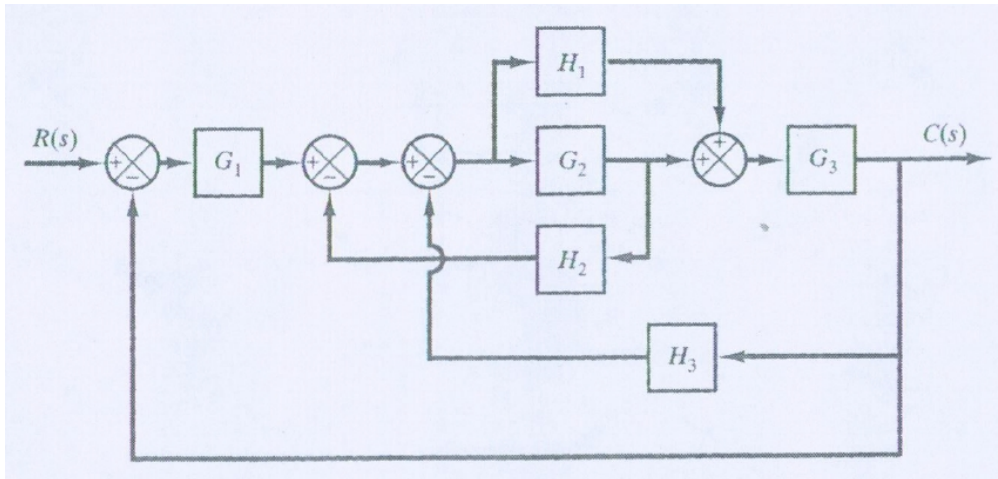 H₁
R(s)
C(s)
+
−
G₁
+
−
+
−
G₂
+
+
G₃
H₂
H₃